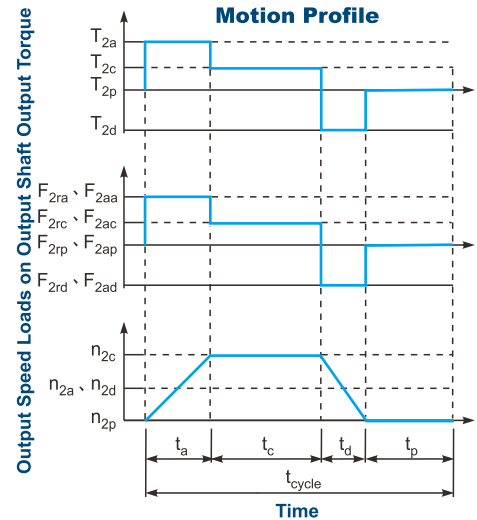 Motion Profile
Output Speed Loads on Output Shaft Output Torque
T2a
T2c
T2p
T2d
F2ra、F2aa
F2rc、F2ac
F2rp、F2ap
F2rd、F2ad
n2c
n2a、n2d
n2p
ta tc td tp
tcycle
Time